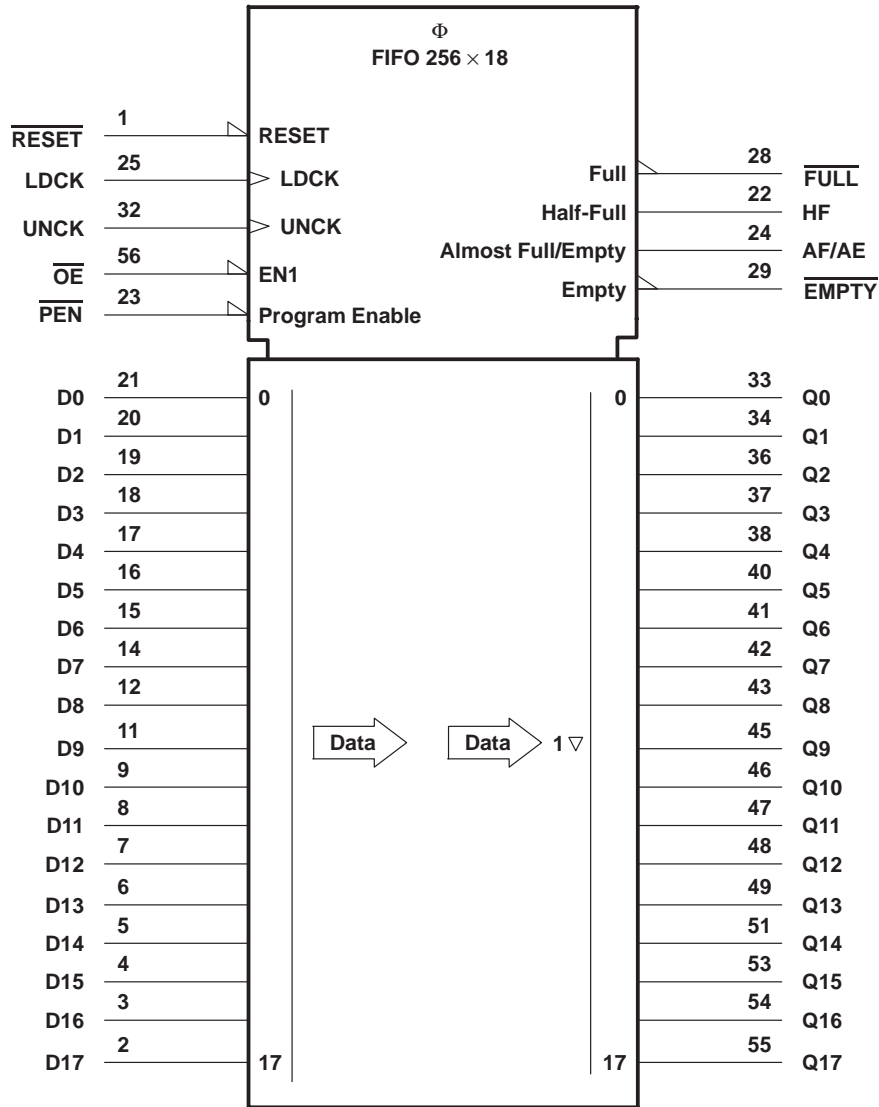 Φ
FIFO 256 × 18
RESET 1 RESET
LDCK 25 LDCK
UNCK 32 UNCK
OE 56 EN1
PEN 23 Program Enable
Full 28 FULL
Half-Full 22 HF
Almost Full/Empty 24 AF/AE
Empty 29 EMPTY
D0 21 0 0 33 Q0
D1 20 34 Q1
D2 19 36 Q2
D3 18 37 Q3
D4 17 38 Q4
D5 16 40 Q5
D6 15 41 Q6
D7 14 42 Q7
D8 12 43 Q8
D9 11 Data Data 1 ▽ 45 Q9
D10 9 46 Q10
D11 8 47 Q11
D12 7 48 Q12
D13 6 49 Q13
D14 5 51 Q14
D15 4 53 Q15
D16 3 54 Q16
D17 2 17 17 55 Q17